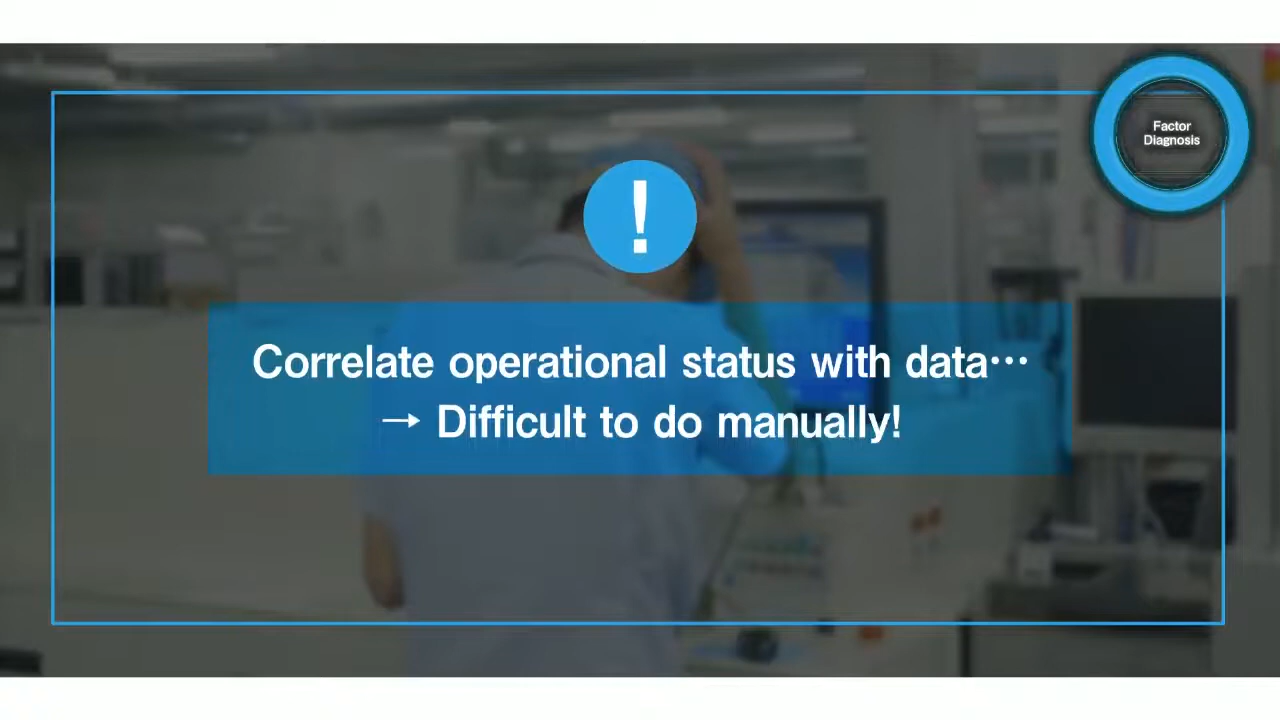 Factor
Diagnosis
!
Correlate operational status with data…
→ Difficult to do manually!